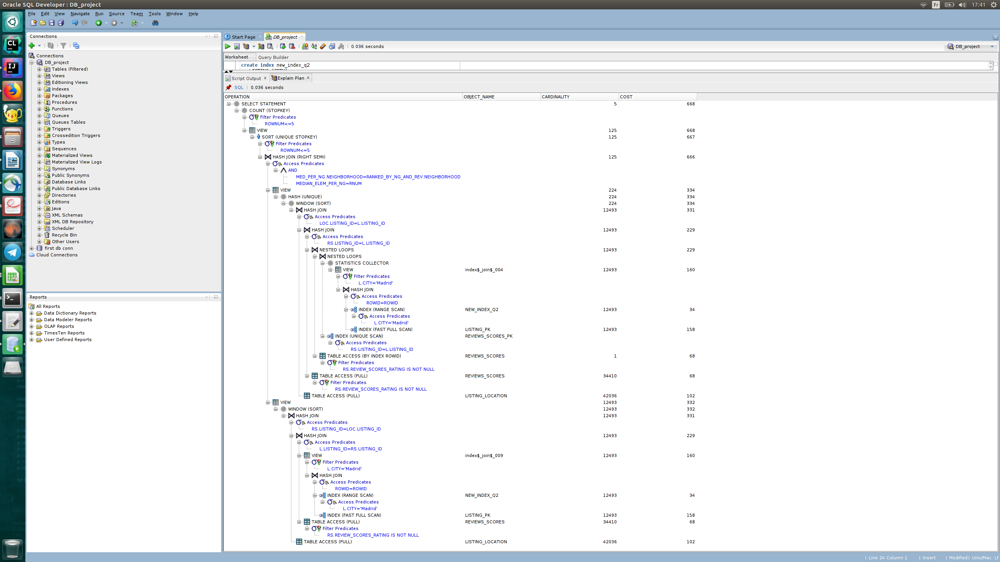 Oracle SQL Developer : DB_project
Fr
17:41
File Edit View Navigate Run Source Team Tools Window Help
Connections
Connections
DB_project
Tables (Filtered)
Views
Editioning Views
Indexes
Packages
Procedures
Functions
Queues
Queues Tables
Triggers
Crossedition Triggers
Types
Sequences
Materialized Views
Materialized View Logs
Synonyms
Public Synonyms
Database Links
Public Database Links
Directories
Editions
Java
XML Schemas
XML DB Repository
Scheduler
Recycle Bin
Other Users
first db conn
Cloud Connections
Reports
All Reports
Data Dictionary Reports
Data Modeler Reports
OLAP Reports
TimesTen Reports
User Defined Reports
Start Page
DB_project
0.036 seconds
DB_project
Worksheet Query Builder
create index new_index_q2
Script Output Explain Plan
SQL 0.036 seconds
OPERATION OBJECT_NAME CARDINALITY COST
SELECT STATEMENT 5 668
COUNT (STOPKEY)
Filter Predicates
ROWNUM<=5
VIEW 125 668
SORT (UNIQUE STOPKEY) 125 667
Filter Predicates
ROWNUM<=5
HASH JOIN (RIGHT SEMI) 125 666
Access Predicates
AND
MED_PER_NG.NEIGHBORHOOD=RANKED_BY_NG_AND_REV.NEIGHBORHOOD
MEDIAN_ELEM_PER_NG=RNUM
VIEW 224 334
HASH (UNIQUE) 224 334
WINDOW (SORT) 224 334
HASH JOIN 12493 331
Access Predicates
LOC.LISTING_ID=L.LISTING_ID
HASH JOIN 12493 229
Access Predicates
RS.LISTING_ID=L.LISTING_ID
NESTED LOOPS 12493 229
NESTED LOOPS
STATISTICS COLLECTOR
VIEW index$_join$_004 12493 160
Filter Predicates
L.CITY='Madrid'
HASH JOIN
Access Predicates
ROWID=ROWID
INDEX (RANGE SCAN) NEW_INDEX_Q2 12493 34
Access Predicates
L.CITY='Madrid'
INDEX (FAST FULL SCAN) LISTING_PK 12493 158
INDEX (UNIQUE SCAN) REVIEWS_SCORES_PK
Access Predicates
RS.LISTING_ID=L.LISTING_ID
TABLE ACCESS (BY INDEX ROWID) REVIEWS_SCORES 1 68
Filter Predicates
RS.REVIEW_SCORES_RATING IS NOT NULL
TABLE ACCESS (FULL) REVIEWS_SCORES 34410 68
Filter Predicates
RS.REVIEW_SCORES_RATING IS NOT NULL
TABLE ACCESS (FULL) LISTING_LOCATION 42036 102
VIEW 12493 332
WINDOW (SORT) 12493 332
HASH JOIN 12493 331
Access Predicates
RS.LISTING_ID=LOC.LISTING_ID
HASH JOIN 12493 229
Access Predicates
L.LISTING_ID=RS.LISTING_ID
VIEW index$_join$_009 12493 160
Filter Predicates
L.CITY='Madrid'
HASH JOIN
Access Predicates
ROWID=ROWID
INDEX (RANGE SCAN) NEW_INDEX_Q2 12493 34
Access Predicates
L.CITY='Madrid'
INDEX (FAST FULL SCAN) LISTING_PK 12493 158
TABLE ACCESS (FULL) REVIEWS_SCORES 34410 68
Filter Predicates
RS.REVIEW_SCORES_RATING IS NOT NULL
TABLE ACCESS (FULL) LISTING_LOCATION 42036 102
Line 24 Column 1 Insert Modified Unix/Mac: LF